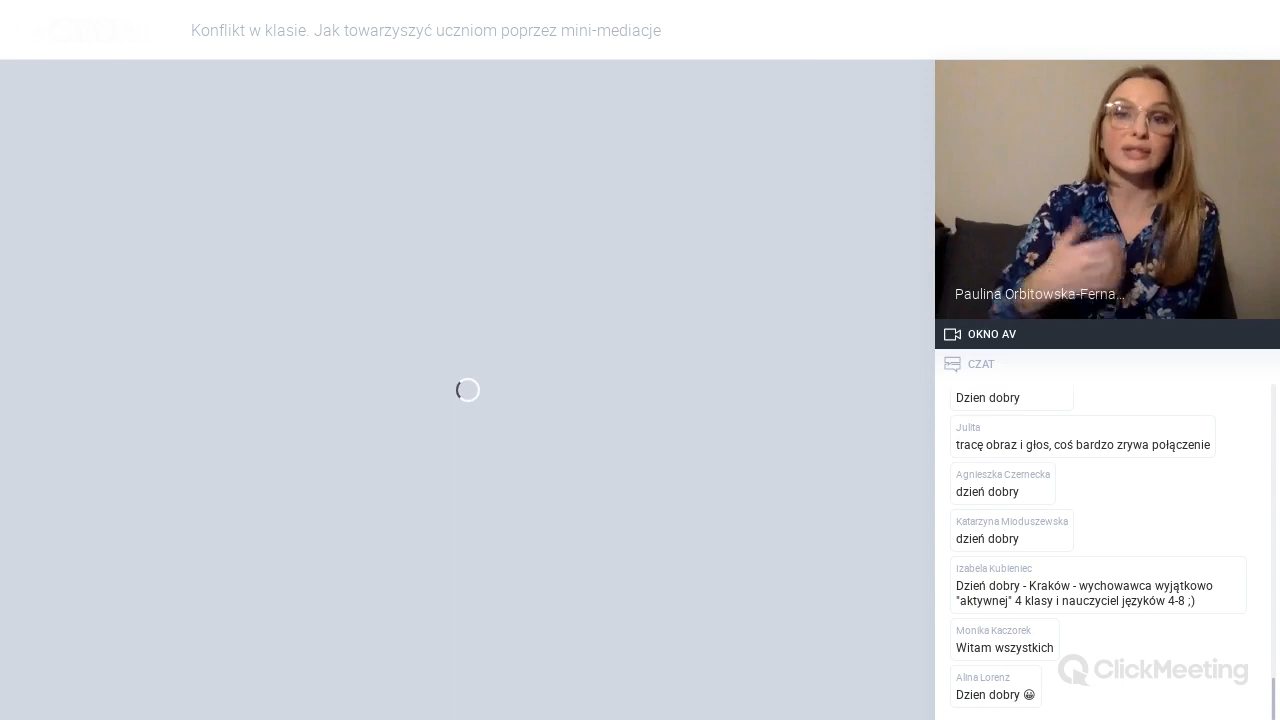 Konflikt w klasie. Jak towarzyszyć uczniom poprzez mini-mediacje
Paulina Orbitowska-Ferna...
OKNO AV
CZAT
Dzien dobry
Julita
tracę obraz i głos, coś bardzo zrywa połączenie
Agnieszka Czernecka
dzień dobry
Katarzyna Mioduszewska
dzień dobry
Izabela Kubieniec
Dzień dobry - Kraków - wychowawca wyjątkowo
"aktywnej" 4 klasy i nauczyciel języków 4-8 ;)
Monika Kaczorek
Witam wszystkich
Alina Lorenz
Dzien dobry 😀
ClickMeeting